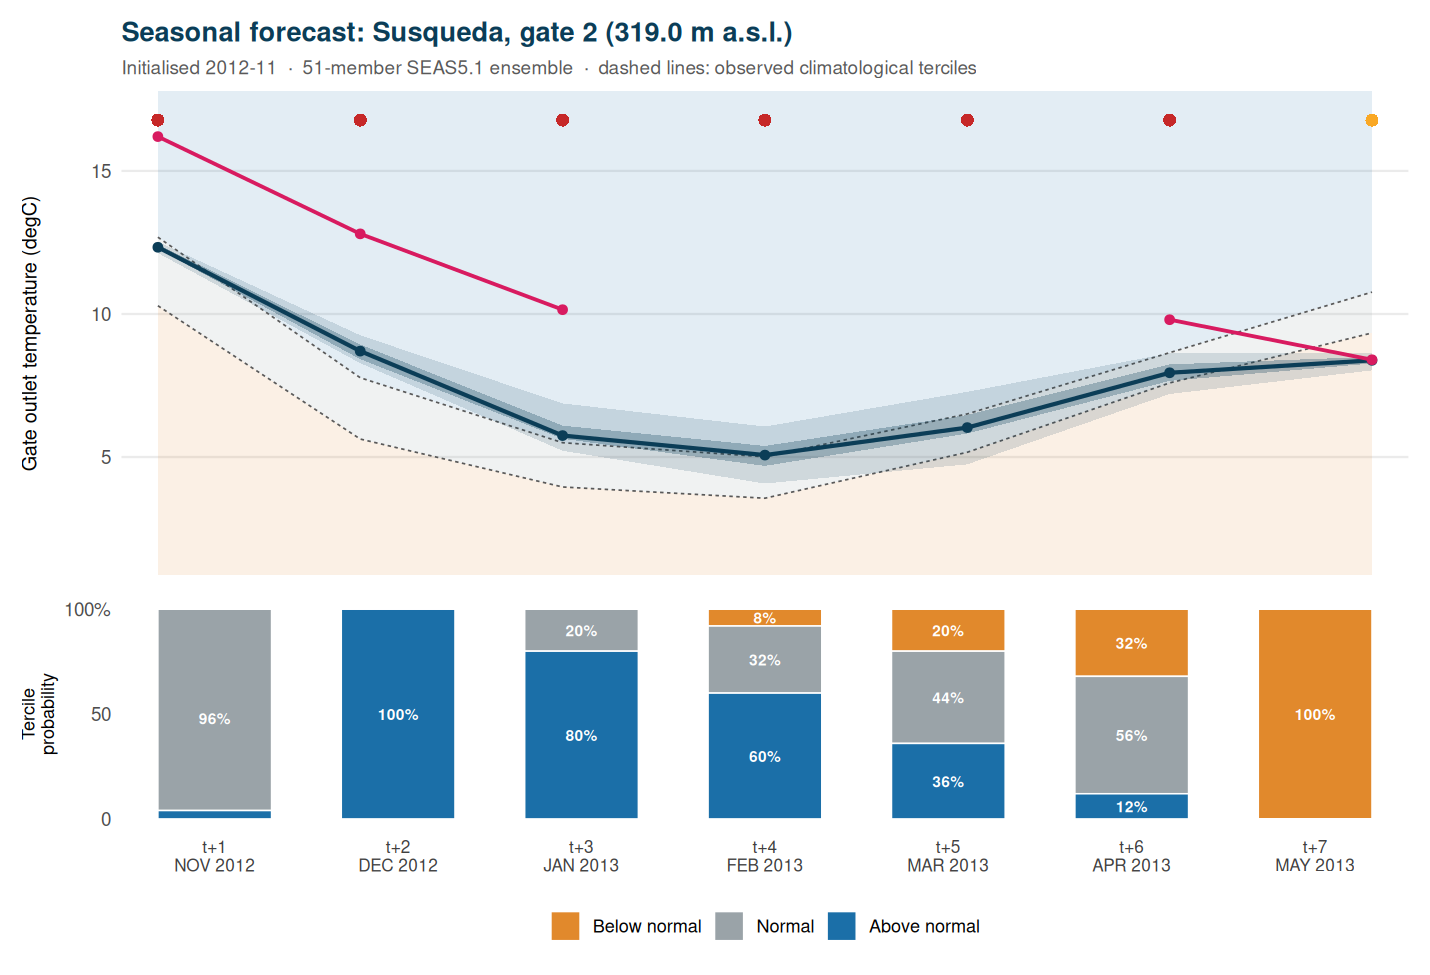 Seasonal forecast: Susqueda, gate 2 (319.0 m a.s.l.)
Initialised 2012-11 · 51-member SEAS5.1 ensemble · dashed lines: observed climatological terciles
Gate outlet temperature (degC)
15
10
5
Tercile
probability
100%
50
0
96%
100%
20%
80%
8%
32%
60%
20%
44%
36%
32%
56%
12%
100%
t+1 t+2 t+3 t+4 t+5 t+6 t+7
NOV 2012 DEC 2012 JAN 2013 FEB 2013 MAR 2013 APR 2013 MAY 2013
Below normal Normal Above normal